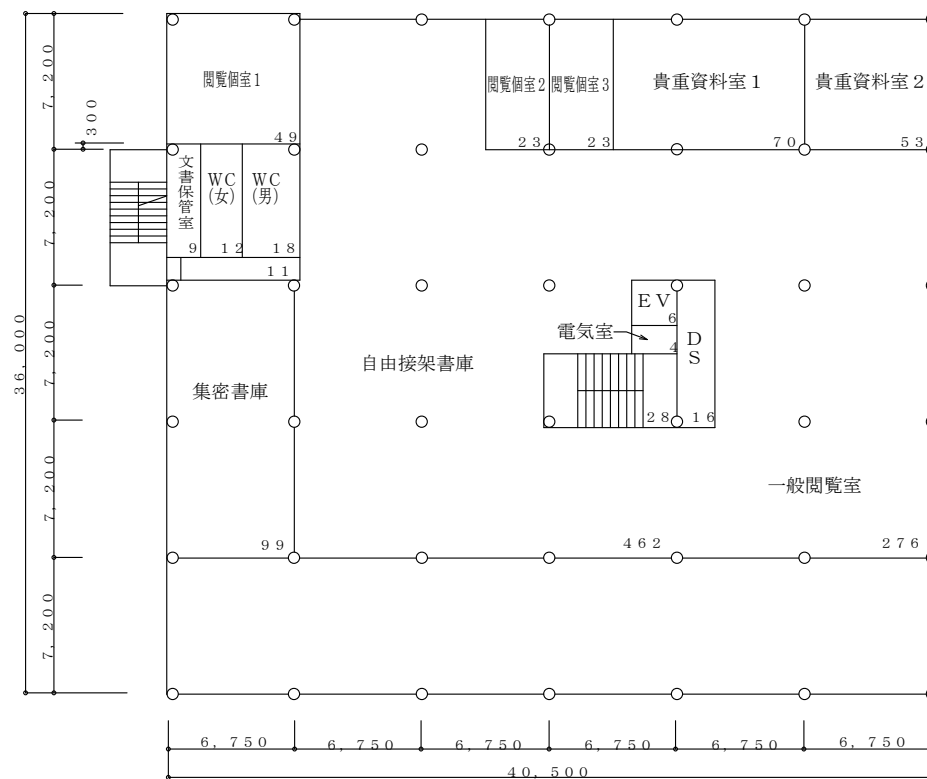 閲覧個室1
49
閲覧個室2
23
閲覧個室3
23
貴重資料室1
70
貴重資料室2
53
文書保管室
9
WC
(女)
12
WC
(男)
18
11
集密書庫
99
自由接架書庫
462
EV
6
電気室
4
DS
28
16
一般閲覧室
276
36,000
7,200
300
7,200
7,200
7,200
7,200
6,750
6,750
6,750
6,750
6,750
6,750
40,500